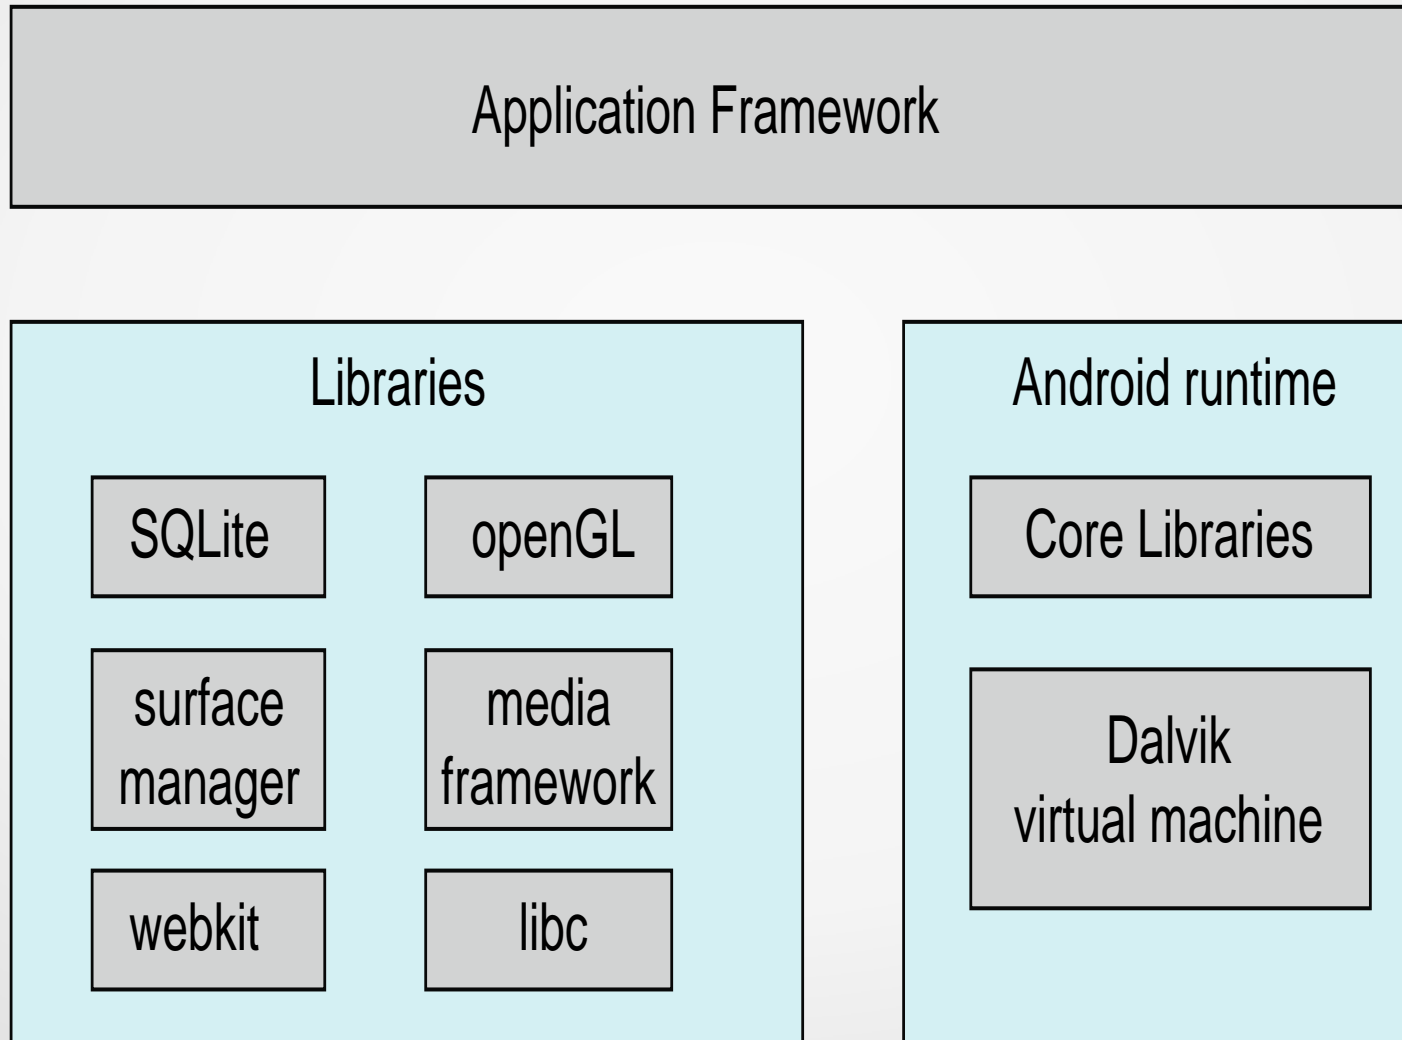 Application Framework
Libraries
SQLite
openGL
surface
manager
media
framework
webkit
libc
Android runtime
Core Libraries
Dalvik
virtual machine